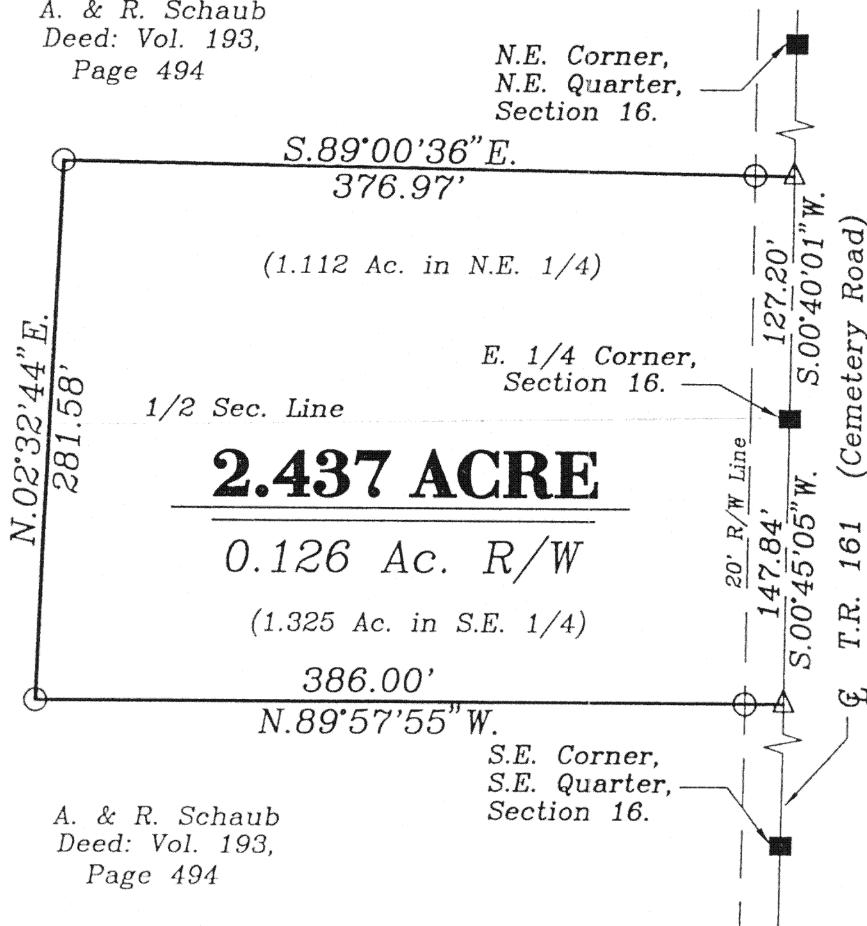 A. & R. Schaub
Deed: Vol. 193,
Page 494
N.E. Corner,
N.E. Quarter,
Section 16.
S.89°00'36"E.
376.97'
(1.112 Ac. in N.E. 1/4)
127.20'
S.00°40'01"W.
E. 1/4 Corner,
Section 16.
1/2 Sec. Line
N.02°32'44"E.
281.58'
2.437 ACRE
0.126 Ac. R/W
(1.325 Ac. in S.E. 1/4)
20' R/W Line
147.84'
S.00°45'05"W.
℄ T.R. 161 (Cemetery Road)
386.00'
N.89°57'55"W.
S.E. Corner,
S.E. Quarter,
Section 16.
A. & R. Schaub
Deed: Vol. 193,
Page 494